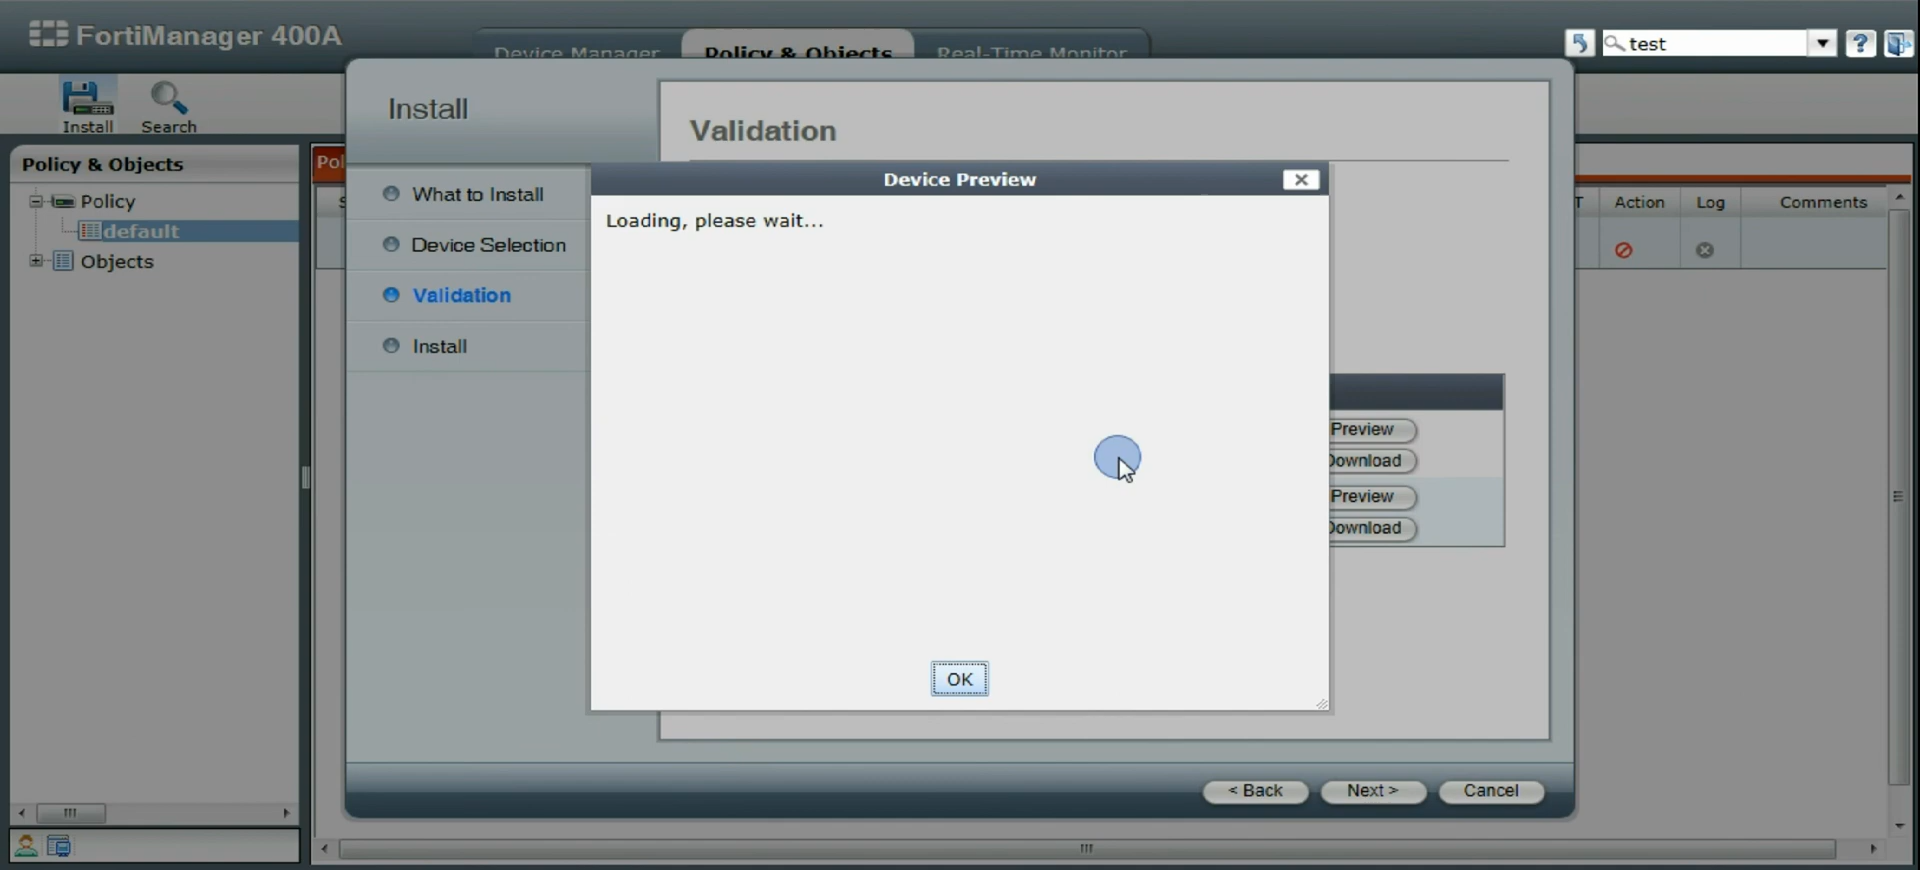 FortiManager 400A
Device Manager
Policy & Objects
Real-Time Monitor
test
?
Install
Search
Install
Validation
Policy & Objects
Pol
Policy
default
Objects
What to Install
Device Selection
Validation
Install
Device Preview
Loading, please wait...
OK
T
Action
Log
Comments
Preview
Download
Preview
Download
< Back
Next >
Cancel